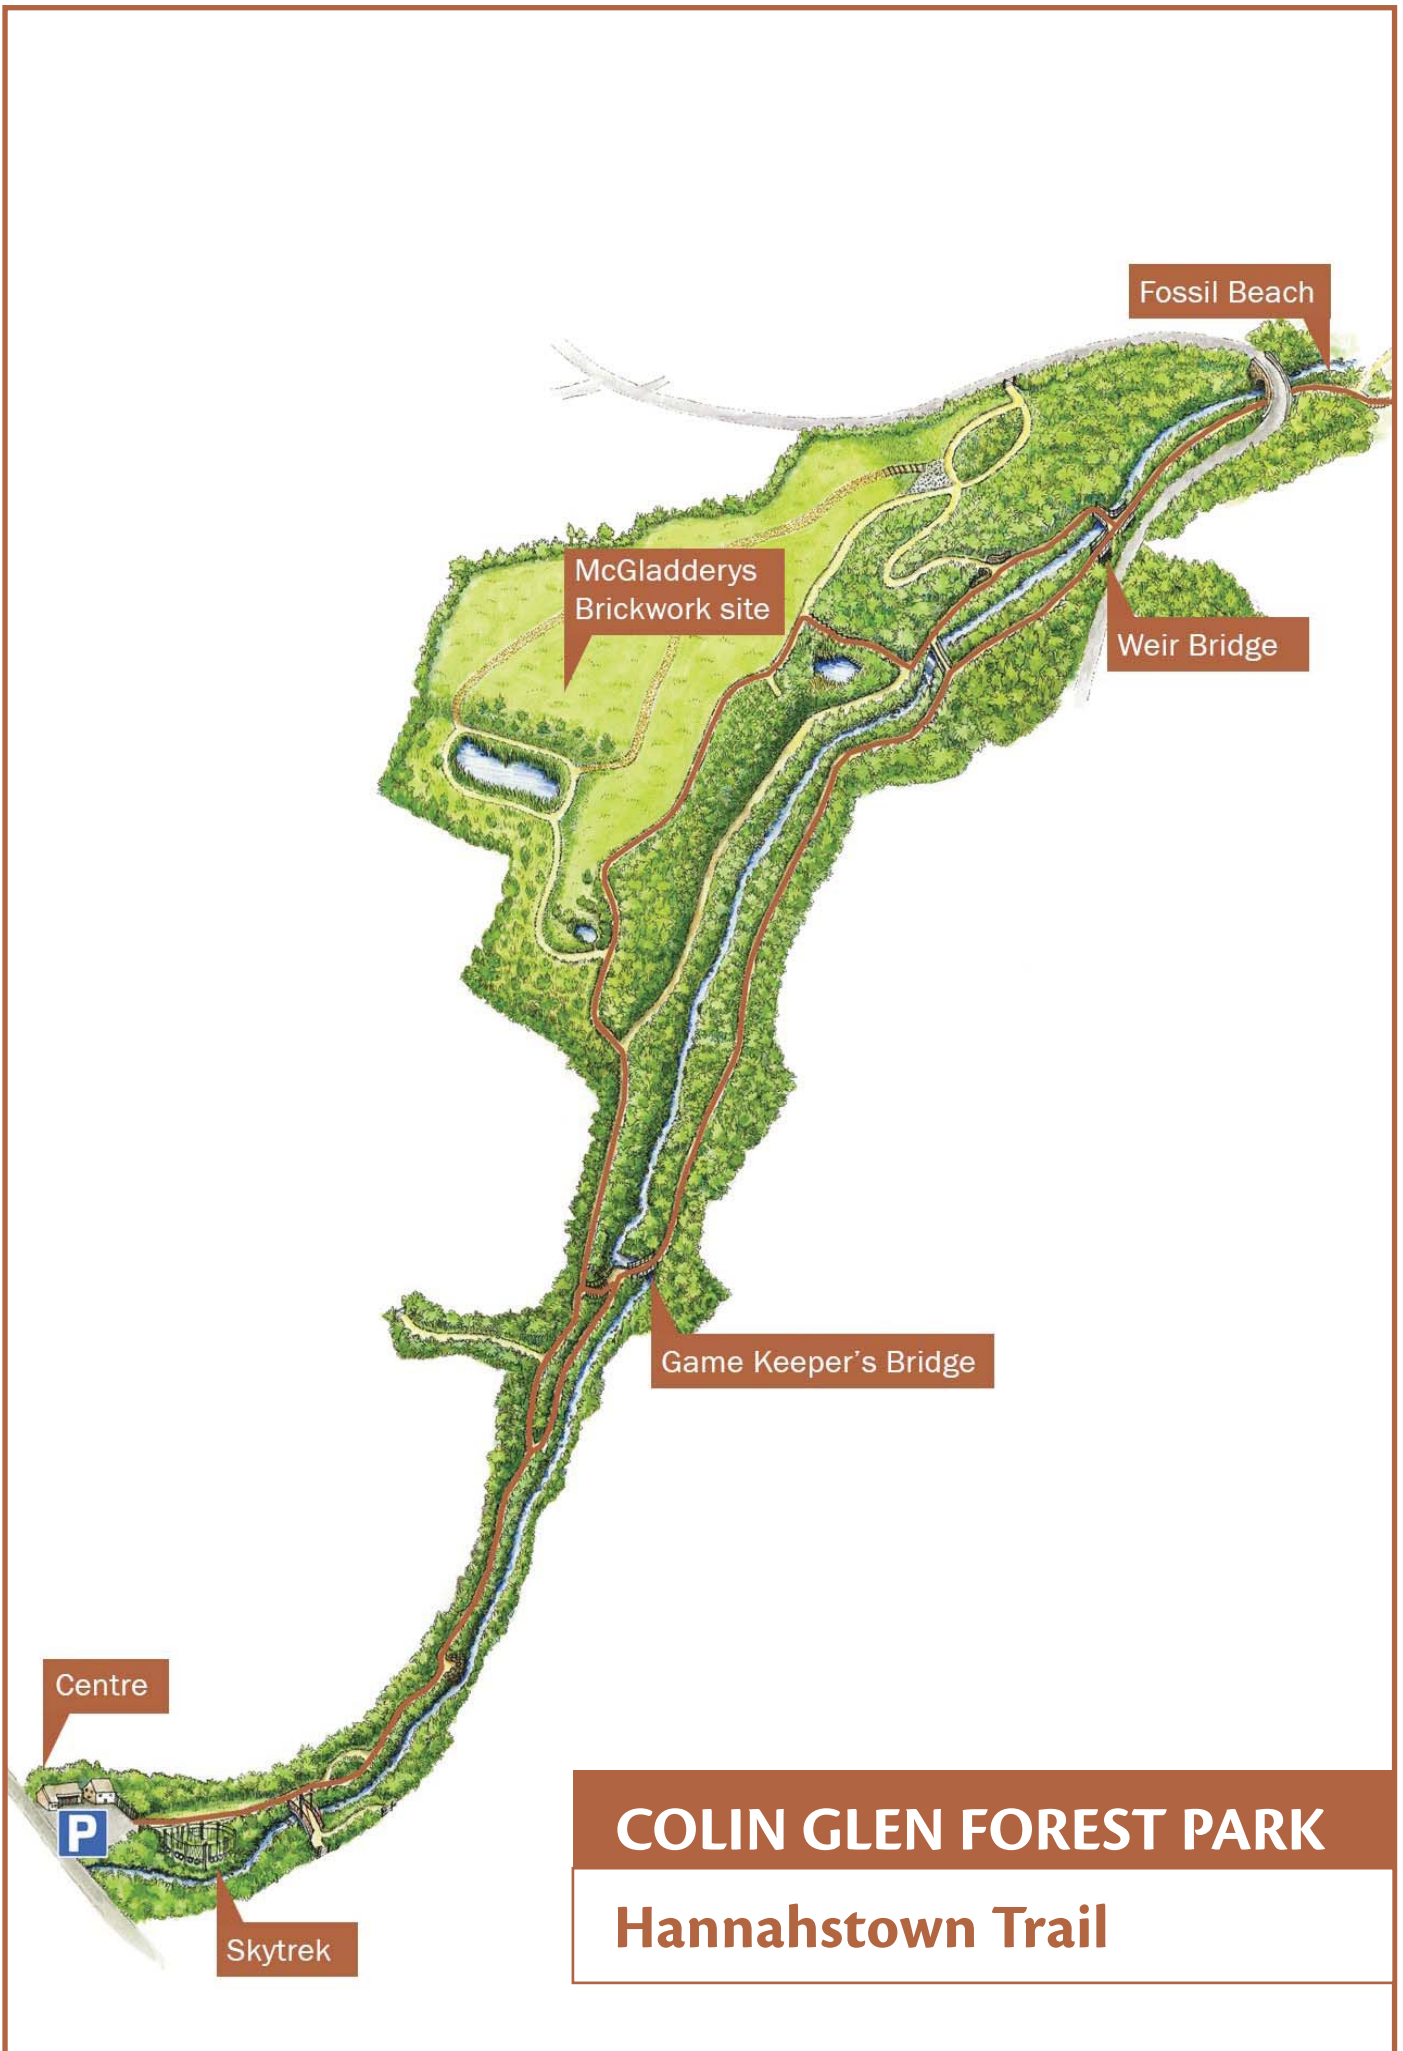 Fossil Beach
McGladderys
Brickwork site
Weir Bridge
Game Keeper's Bridge
Centre
P
COLIN GLEN FOREST PARK
Hannahstown Trail
Skytrek